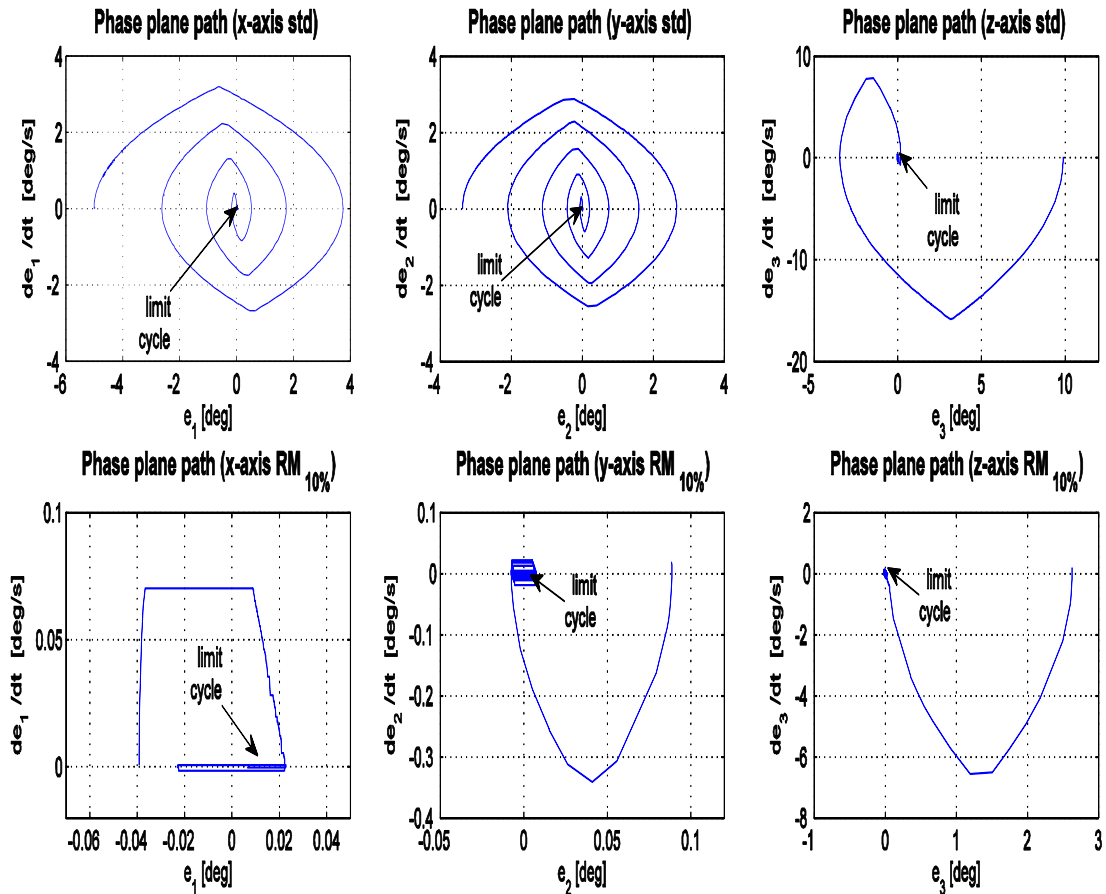 Phase plane path (x-axis std)
Phase plane path (y-axis std)
Phase plane path (z-axis std)
de1 /dt [deg/s]
4
2
0
-2
-4
-6
-4
-2
0
2
4
limit
cycle
e1 [deg]
de2 /dt [deg/s]
4
2
0
-2
-4
-4
-2
0
2
4
limit
cycle
e2 [deg]
de3 /dt [deg/s]
10
0
-10
-20
-5
0
5
10
limit
cycle
e3 [deg]
Phase plane path (x-axis RM 10%)
Phase plane path (y-axis RM 10%)
Phase plane path (z-axis RM 10%)
de1 /dt [deg/s]
0.1
0.05
0
-0.06
-0.04
-0.02
0
0.02
0.04
limit
cycle
e1 [deg]
de2 /dt [deg/s]
0.1
0
-0.1
-0.2
-0.3
-0.4
-0.05
0
0.05
0.1
limit
cycle
e2 [deg]
de3 /dt [deg/s]
2
0
-2
-4
-6
-8
-1
0
1
2
3
limit
cycle
e3 [deg]